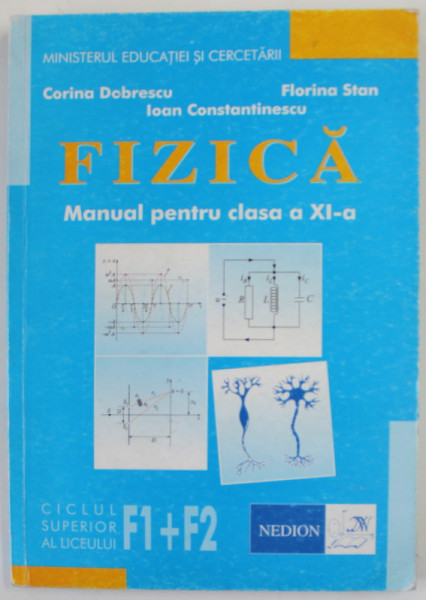 MINISTERUL EDUCAȚIEI ȘI CERCETĂRII
Corina Dobrescu Florina Stan
Ioan Constantinescu
FIZICĂ
Manual pentru clasa a XI-a
R L C
CICLUL
SUPERIOR
AL LICEULUI
F1+F2
NEDION